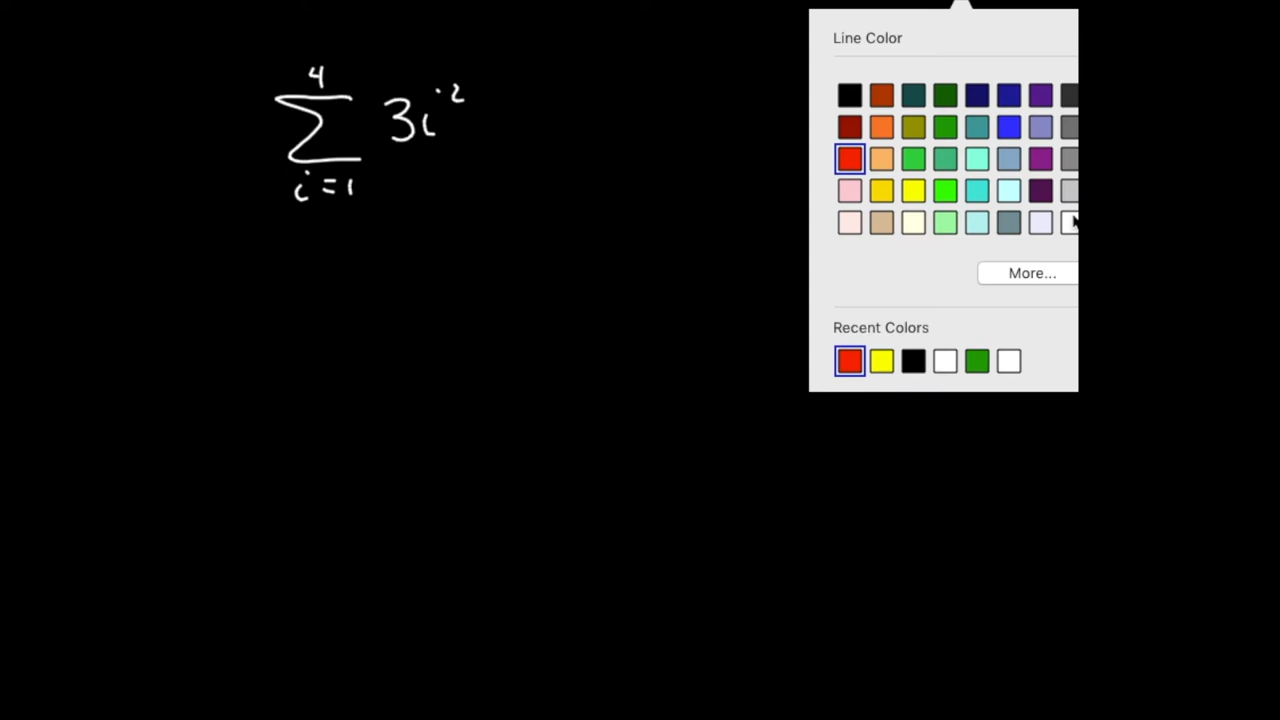 4
∑ 3i²
i=1
Line Color
More...
Recent Colors